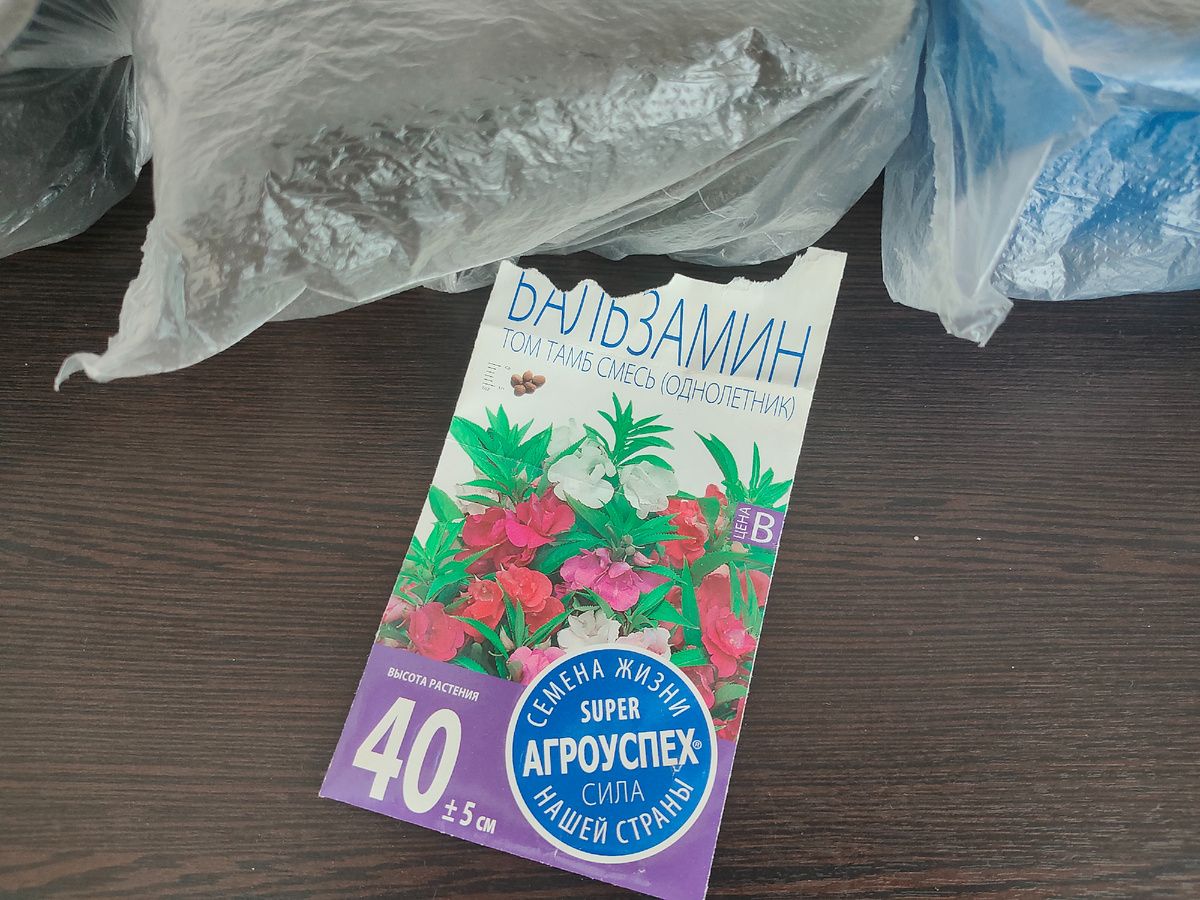 БАЛЬЗАМИН
ТОМ ТАМБ СМЕСЬ (ОДНОЛЕТНИК)
ЦЕНА B
ВЫСОТА РАСТЕНИЯ
40
± 5 см
СЕМЕНА ЖИЗНИ
SUPER
АГРОУСПЕХ®
СИЛА
НАШЕЙ СТРАНЫ